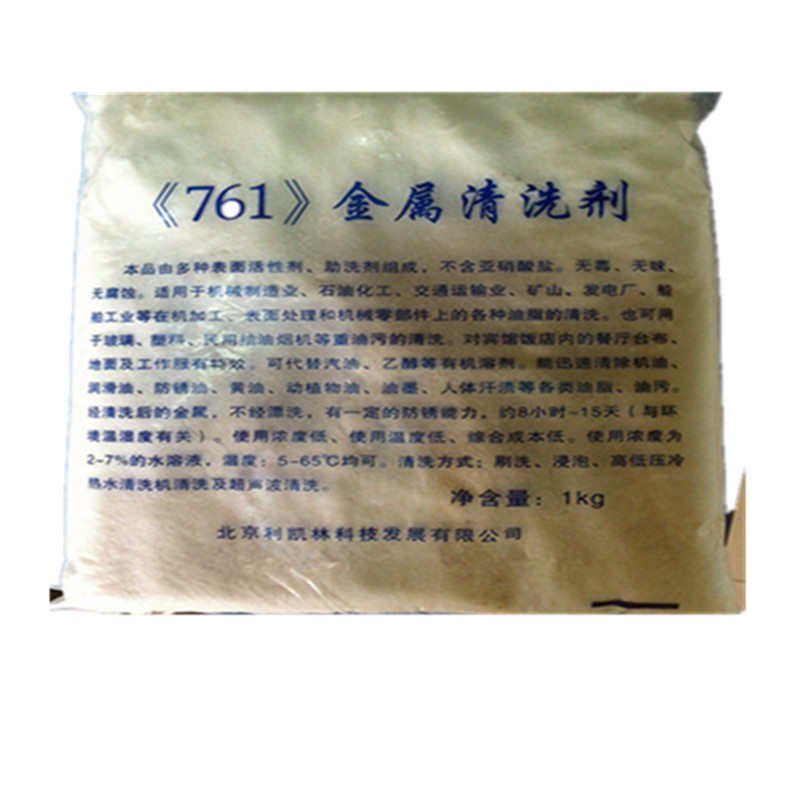 《761》金属清洗剂
本品由多种表面活性剂、助洗剂组成，不含亚硝酸盐。无毒、无味、
无腐蚀。适用于机械制造业、石油化工、交通运输业、矿山、发电厂、船
舶工业等在机加工、表面处理和机械零部件上的各种油脂的清洗。也可用
于玻璃、塑料、民用抽油烟机等重油污的清洗。对宾馆饭店内的餐厅台布、
地面及工作服有特效。可代替汽油、乙醇等有机溶剂。能迅速清除机油、
润滑油、防锈油、黄油、动植物油、油墨、人体汗渍等各类油脂、油污。
经清洗后的金属，不经漂洗，有一定的防锈能力，约8小时-15天（与环
境温湿度有关）。使用浓度低、使用温度低、综合成本低。使用浓度为
2-7%的水溶液，温度：5-65℃均可。清洗方式：刷洗、浸泡、高低压冷
热水清洗机清洗及超声波清洗。
净含量：1kg
北京利凯林科技发展有限公司